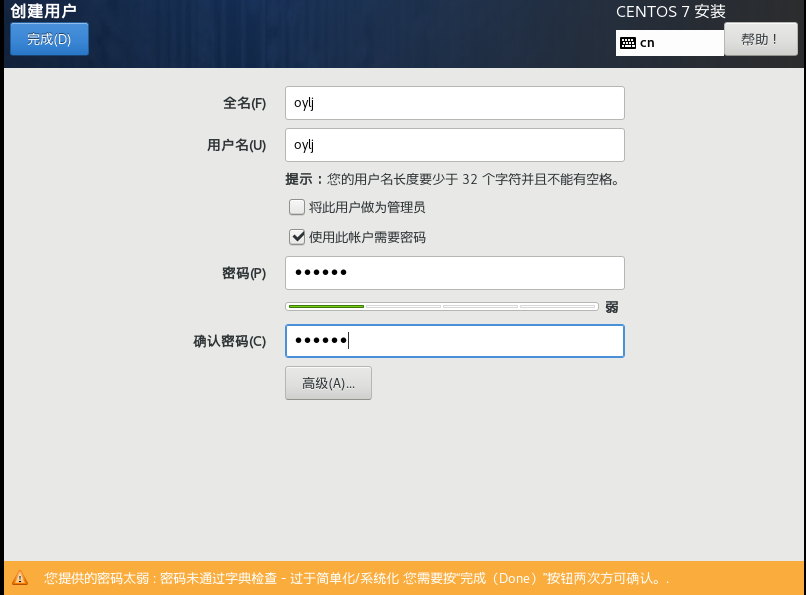 创建用户
CENTOS 7 安装
完成(D)
cn
帮助！
全名(F)
oylj
用户名(U)
oylj
提示：您的用户名长度要少于 32 个字符并且不能有空格。
将此用户做为管理员
使用此帐户需要密码
密码(P)
●●●●●●
弱
确认密码(C)
●●●●●●
高级(A)...
您提供的密码太弱 : 密码未通过字典检查 - 过于简单化/系统化 您需要按“完成（Done）”按钮两次方可确认。.